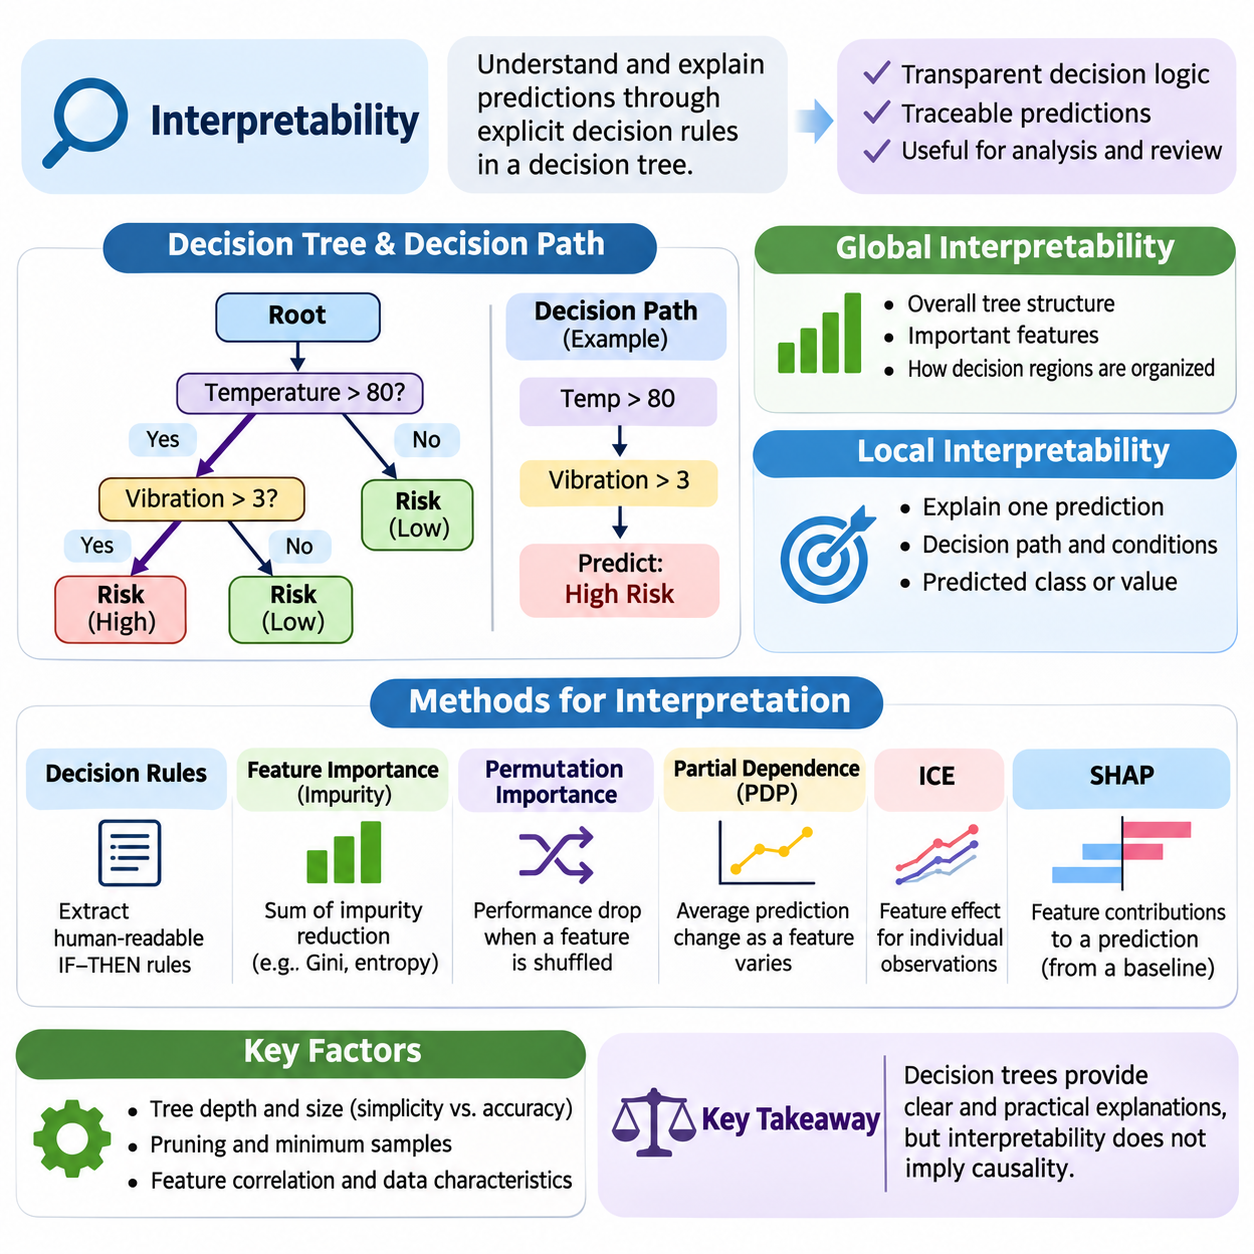 Interpretability
Understand and explain
predictions through
explicit decision rules
in a decision tree.
Transparent decision logic
Traceable predictions
Useful for analysis and review
Decision Tree & Decision Path
Root
Temperature > 80?
Yes
No
Vibration > 3?
Risk
(Low)
Yes
No
Risk
(High)
Risk
(Low)
Decision Path
(Example)
Temp > 80
Vibration > 3
Predict:
High Risk
Global Interpretability
• Overall tree structure
• Important features
• How decision regions are organized
Local Interpretability
• Explain one prediction
• Decision path and conditions
• Predicted class or value
Methods for Interpretation
Decision Rules
Extract
human-readable
IF–THEN rules
Feature Importance
(Impurity)
Sum of impurity
reduction
(e.g.. Gini, entropy)
Permutation
Importance
Performance drop
when a feature
is shuffled
Partial Dependence
(PDP)
Average prediction
change as a feature
varies
ICE
Feature effect
for individual
observations
SHAP
Feature contributions
to a prediction
(from a baseline)
Key Factors
• Tree depth and size (simplicity vs. accuracy)
• Pruning and minimum samples
• Feature correlation and data characteristics
Key Takeaway
Decision trees provide
clear and practical explanations,
but interpretability does not
imply causality.